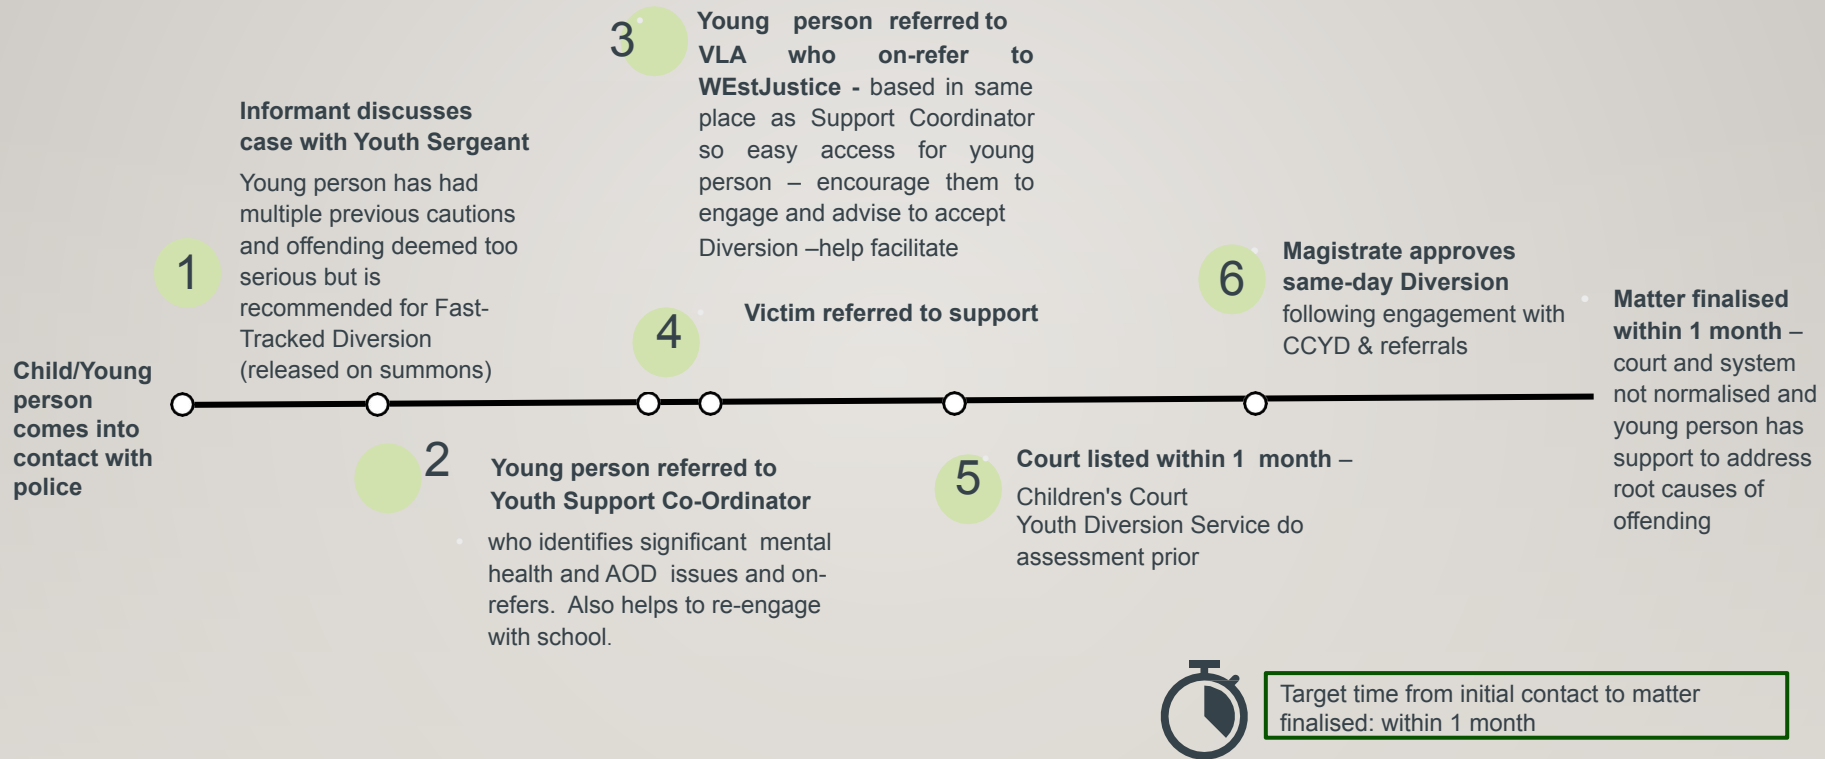 Child/Young
person
comes into
contact with
police
1
Informant discusses
case with Youth Sergeant
Young person has had
multiple previous cautions
and offending deemed too
serious but is
recommended for Fast-
Tracked Diversion
(released on summons)
2
Young person referred to
Youth Support Co-Ordinator
who identifies significant mental
health and AOD issues and on-
refers. Also helps to re-engage
with school.
3
Young person referred to
VLA who on-refer to
WEstJustice - based in same
place as Support Coordinator
so easy access for young
person – encourage them to
engage and advise to accept
Diversion –help facilitate
4
Victim referred to support
5
Court listed within 1 month –
Children's Court
Youth Diversion Service do
assessment prior
6
Magistrate approves
same-day Diversion
following engagement with
CCYD & referrals
Matter finalised
within 1 month –
court and system
not normalised and
young person has
support to address
root causes of
offending
Target time from initial contact to matter
finalised: within 1 month